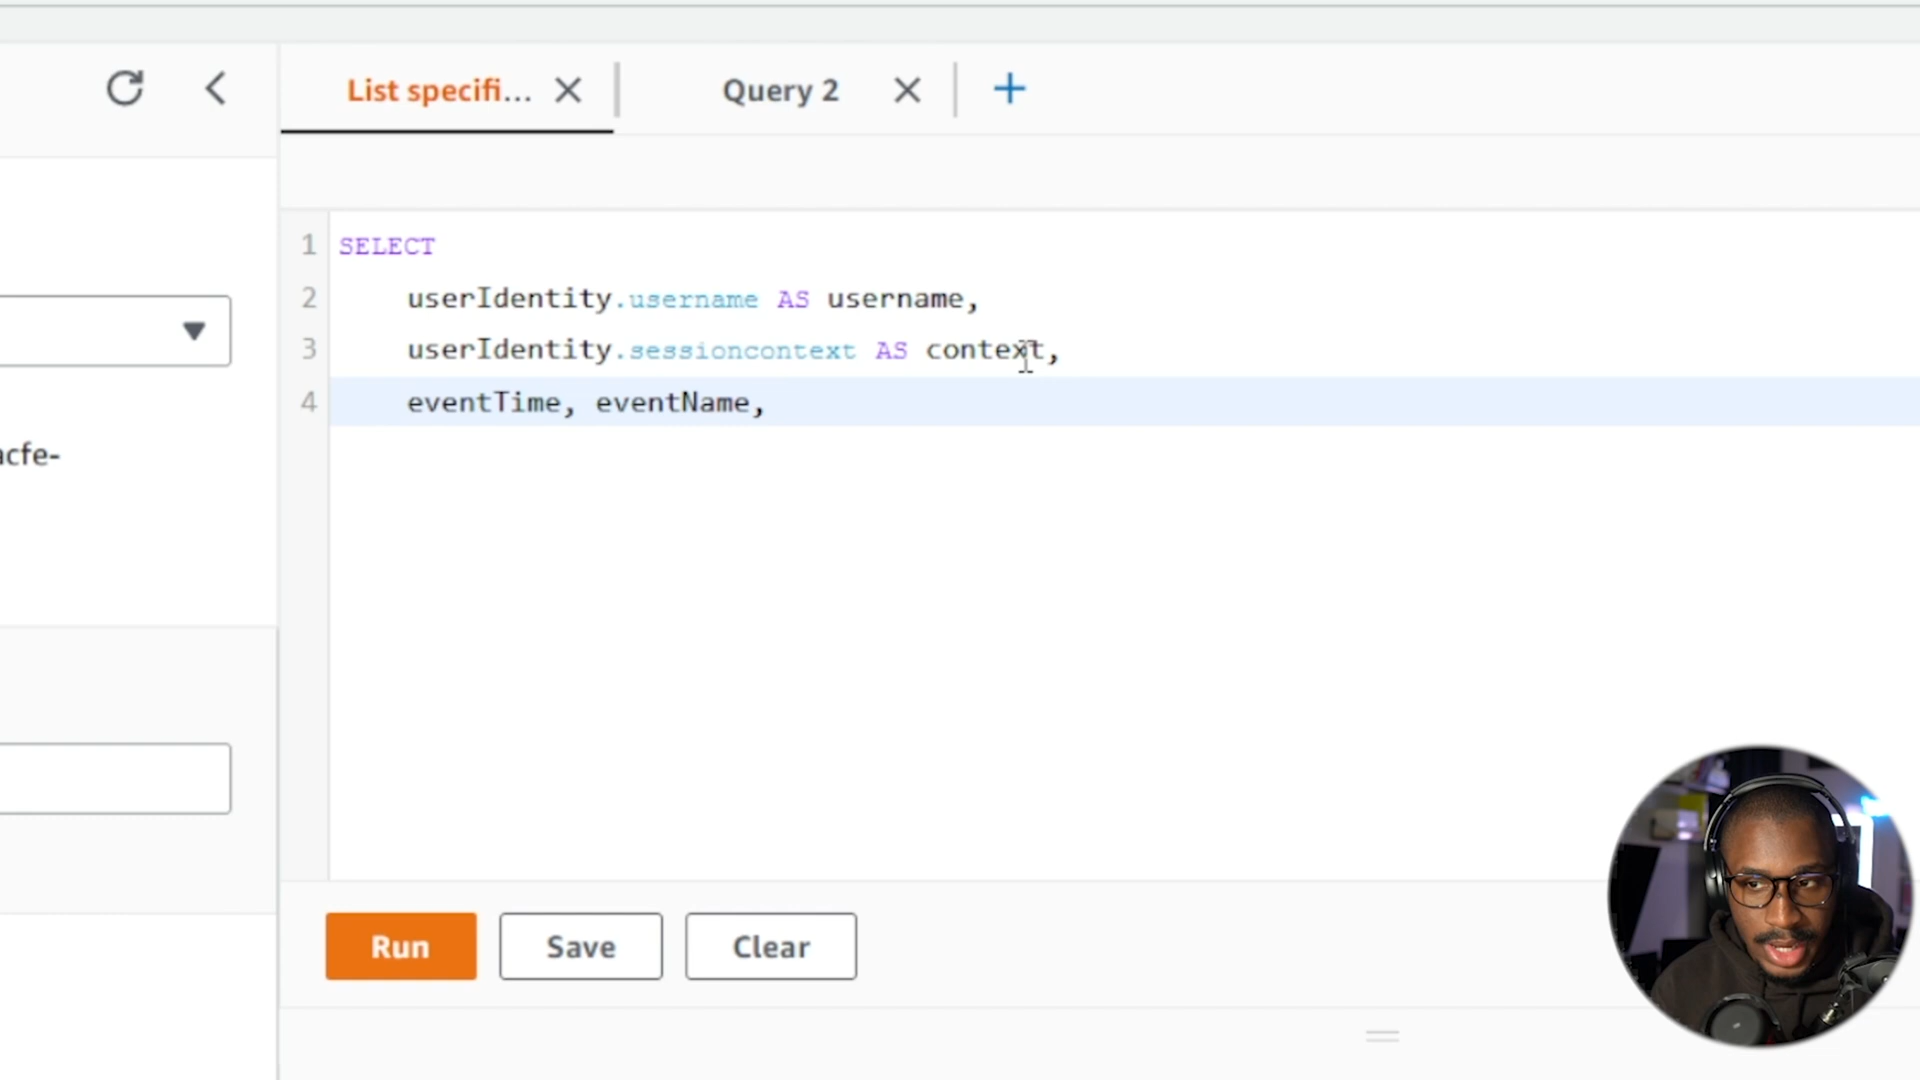 List specifi...
Query 2
1 SELECT
2 userIdentity.username AS username,
3 userIdentity.sessioncontext AS context,
4 eventTime, eventName,
acfe-
Run
Save
Clear